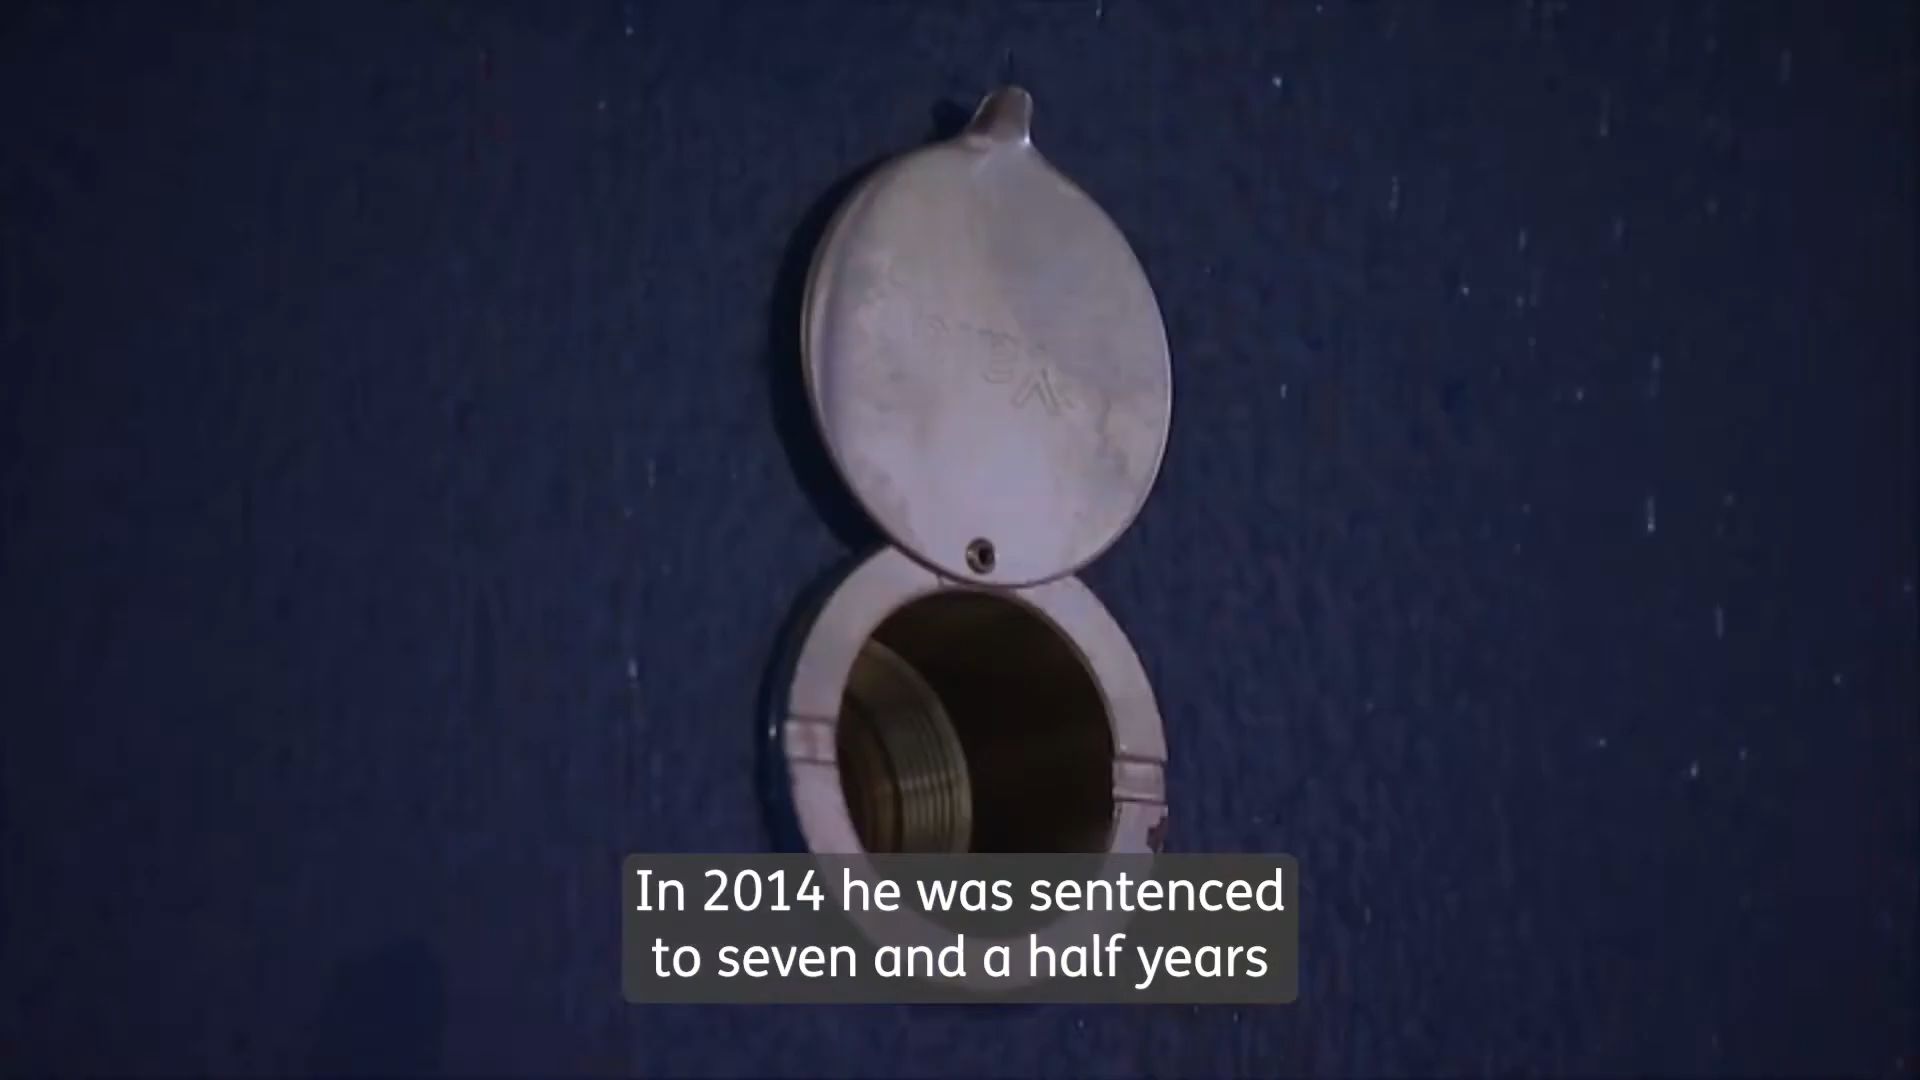 In 2014 he was sentenced
to seven and a half years